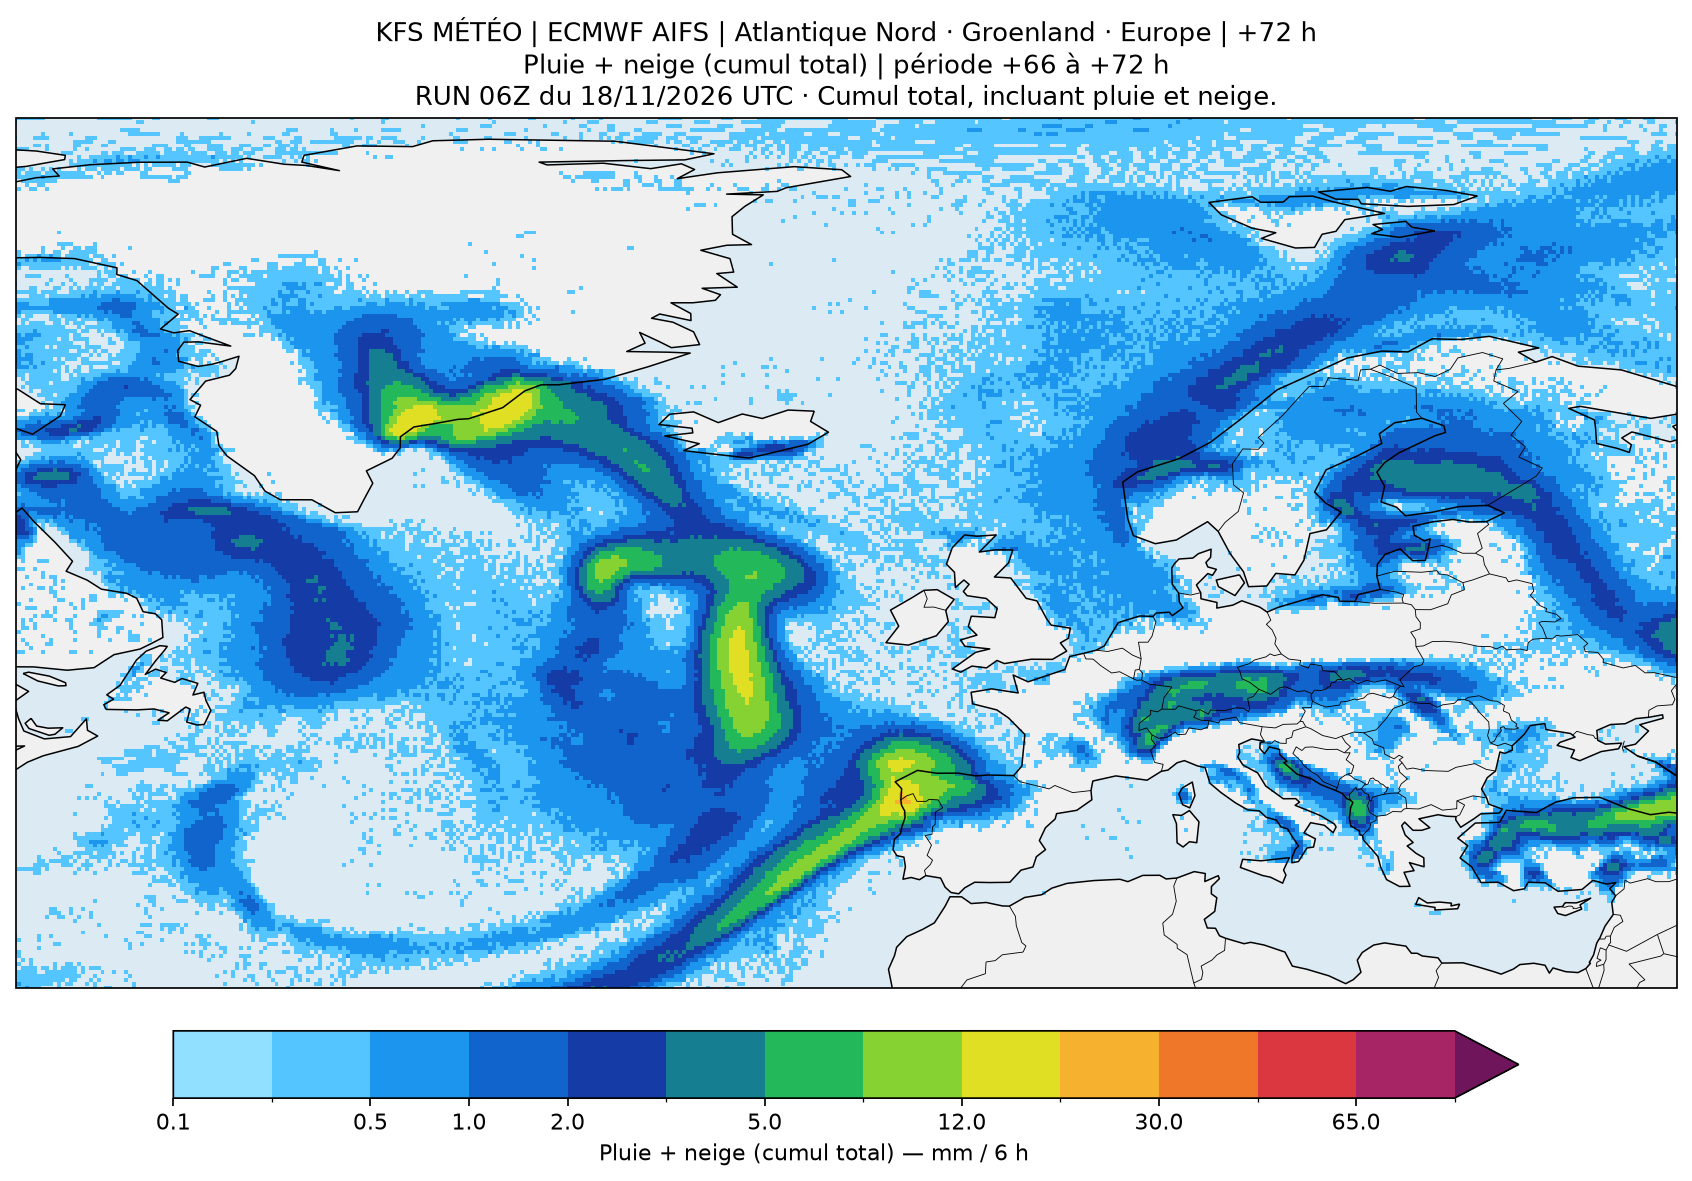 KFS MÉTÉO | ECMWF AIFS | Atlantique Nord · Groenland · Europe | +72 h
Pluie + neige (cumul total) | période +66 à +72 h
RUN 06Z du 18/11/2026 UTC · Cumul total, incluant pluie et neige.
0.1 0.5 1.0 2.0 5.0 12.0 30.0 65.0
Pluie + neige (cumul total) — mm / 6 h